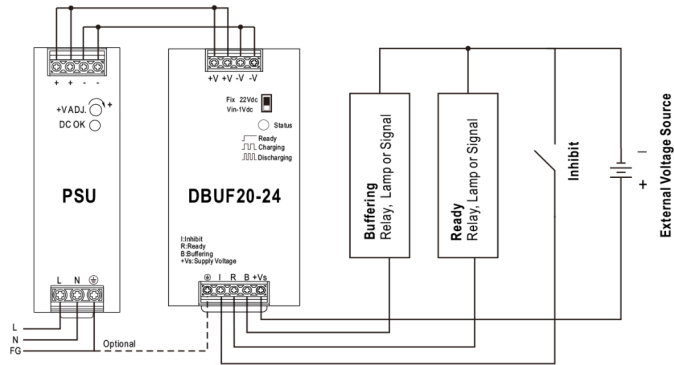 + + - -
+V ADJ. +
DC OK
PSU
L N
L
N
FG
Optional
+V +V -V -V
Fix 22Vdc
Vin-1Vdc
Status
Ready
Charging
Discharging
DBUF20-24
I:Inhibit
R:Ready
B:Buffering
+Vs:Supply Voltage
I R B +Vs
Buffering
Relay, Lamp or Signal
Ready
Relay, Lamp or Signal
Inhibit
−
+
External Voltage Source